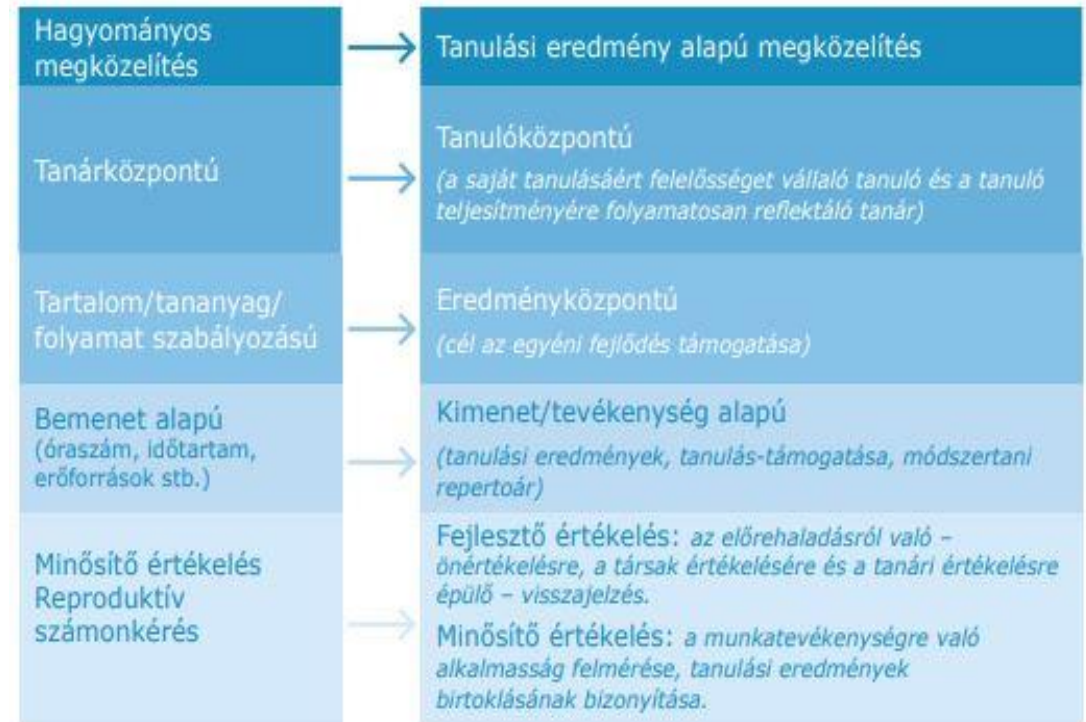 Hagyományos
megközelítés
Tanulási eredmény alapú megközelítés
Tanárközpontú
Tanulóközpontú
(a saját tanulásáért felelősséget vállaló tanuló és a tanuló
teljesítményére folyamatosan reflektáló tanár)
Tartalom/tananyag/
folyamat szabályozású
Eredményközpontú
(cél az egyéni fejlődés támogatása)
Bemenet alapú
(óraszám, időtartam,
erőforrások stb.)
Kimenet/tevékenység alapú
(tanulási eredmények, tanulás-támogatása, módszertani
repertoár)
Minősítő értékelés
Reproduktív
számonkérés
Fejlesztő értékelés: az előrehaladásról való –
önértékelésre, a társak értékelésére és a tanári értékelésre
épülő – visszajelzés.
Minősítő értékelés: a munkatevékenységre való
alkalmasság felmérése, tanulási eredmények
birtoklásának bizonyítása.